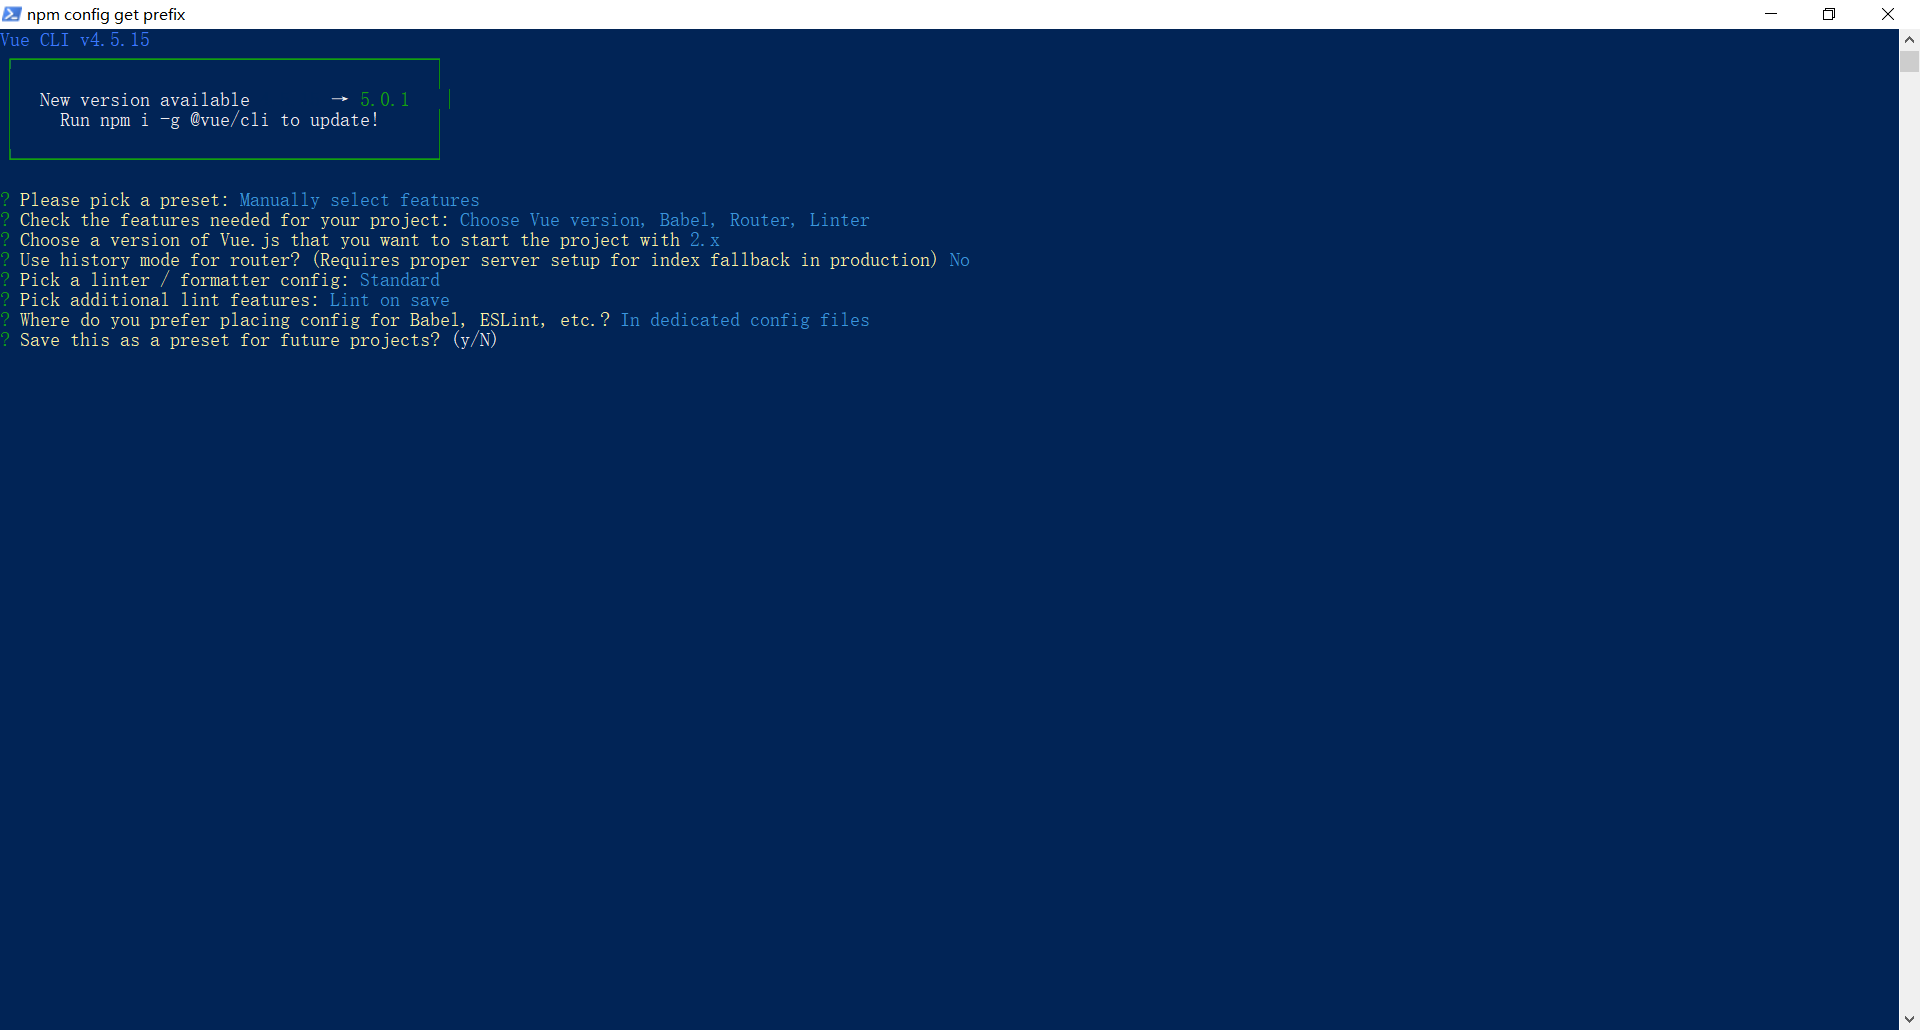 npm config get prefix
Vue CLI v4.5.15
New version available → 5.0.1
Run npm i -g @vue/cli to update!
? Please pick a preset: Manually select features
? Check the features needed for your project: Choose Vue version, Babel, Router, Linter
? Choose a version of Vue.js that you want to start the project with 2.x
? Use history mode for router? (Requires proper server setup for index fallback in production) No
? Pick a linter / formatter config: Standard
? Pick additional lint features: Lint on save
? Where do you prefer placing config for Babel, ESLint, etc.? In dedicated config files
? Save this as a preset for future projects? (y/N)